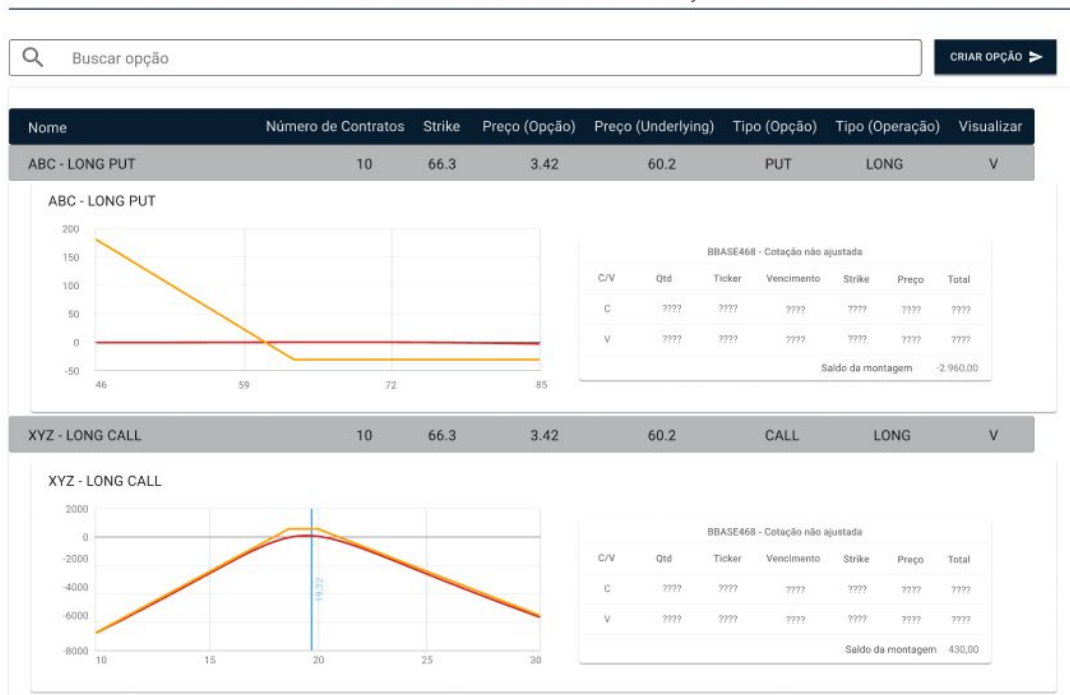 Buscar opção
CRIAR OPÇÃO
Nome Número de Contratos Strike Preço (Opção) Preço (Underlying) Tipo (Opção) Tipo (Operação) Visualizar
ABC - LONG PUT 10 66.3 3.42 60.2 PUT LONG V
ABC - LONG PUT
200
150
100
50
0
-50
46 59 72 85
BBASE468 - Cotação não ajustada
C/V Qtd Ticker Vencimento Strike Preço Total
C ???? ???? ???? ???? ???? ????
V ???? ???? ???? ???? ???? ????
Saldo da montagem -2.960,00
XYZ - LONG CALL 10 66.3 3.42 60.2 CALL LONG V
XYZ - LONG CALL
2000
0
-2000
-4000
-6000
-8000
19,22
10 15 20 25 30
BBASE468 - Cotação não ajustada
C/V Qtd Ticker Vencimento Strike Preço Total
C ???? ???? ???? ???? ???? ????
V ???? ???? ???? ???? ???? ????
Saldo da montagem 430,00